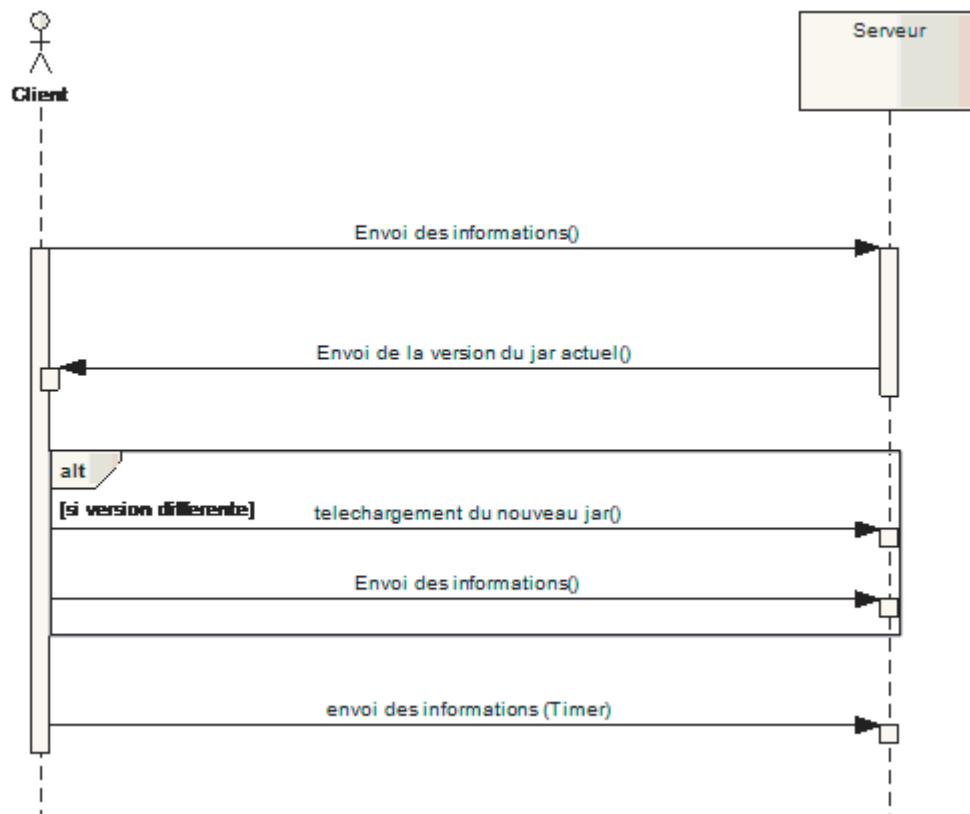 Client
Serveur
Envoi des informations()
Envoi de la version du jar actuel()
alt
[si version differente]
telechargement du nouveau jar()
Envoi des informations()
envoi des informations (Timer)